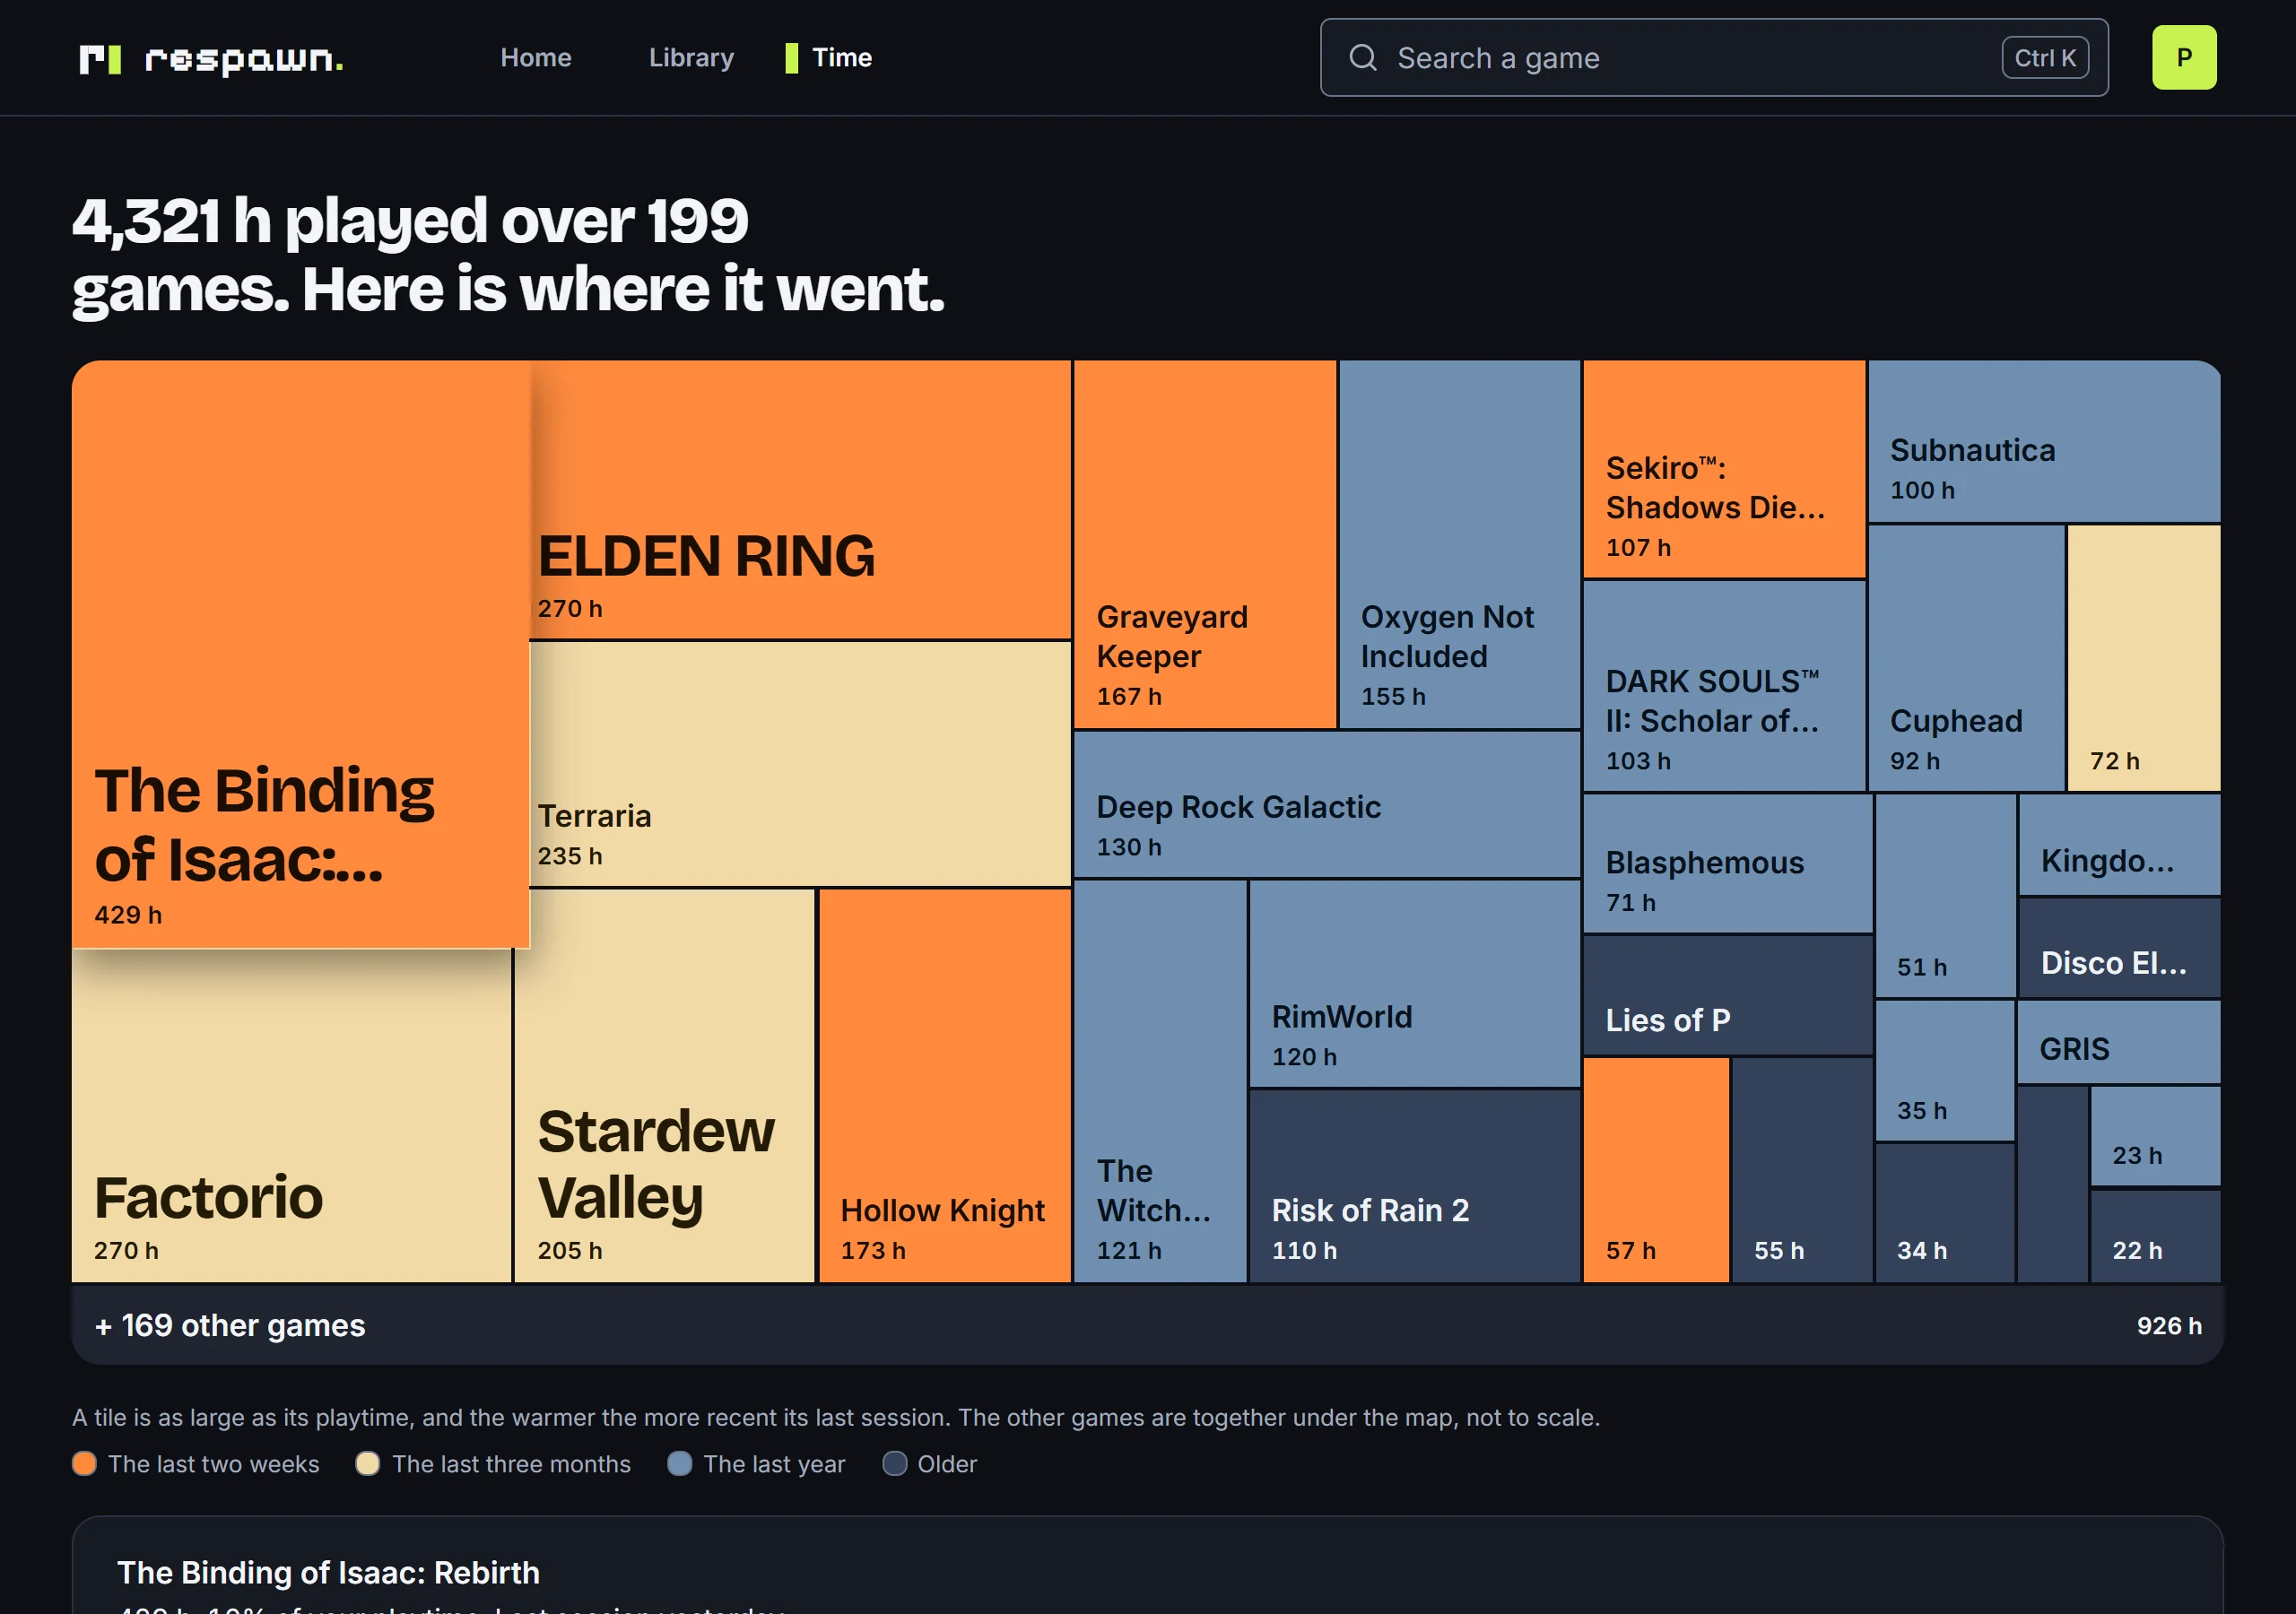 respawn.
Home
Library
Time
Search a game
Ctrl K
P
4,321 h played over 199
games. Here is where it went.
The Binding
of Isaac:...
429 h
ELDEN RING
270 h
Terraria
235 h
Factorio
270 h
Stardew
Valley
205 h
Hollow Knight
173 h
Graveyard
Keeper
167 h
Oxygen Not
Included
155 h
Deep Rock Galactic
130 h
The
Witch...
121 h
RimWorld
120 h
Risk of Rain 2
110 h
Sekiro™:
Shadows Die...
107 h
DARK SOULS™
II: Scholar of...
103 h
Subnautica
100 h
Cuphead
92 h
72 h
Blasphemous
71 h
Lies of P
57 h
55 h
51 h
Kingdo...
Disco El...
35 h
34 h
GRIS
23 h
22 h
+ 169 other games
926 h
A tile is as large as its playtime, and the warmer the more recent its last session. The other games are together under the map, not to scale.
The last two weeks
The last three months
The last year
Older
The Binding of Isaac: Rebirth